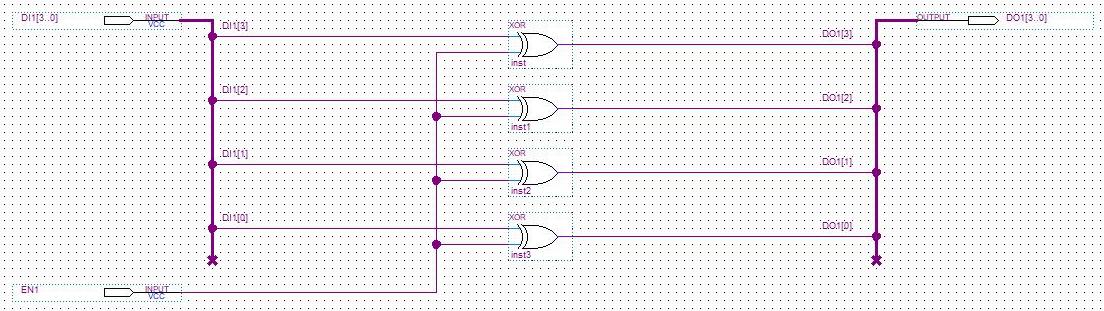 DI1[3..0] INPUT VCC
OUTPUT DO1[3..0]
DI1[3] XOR DO1[3]
inst
DI1[2] XOR DO1[2]
inst1
DI1[1] XOR DO1[1]
inst2
DI1[0] XOR DO1[0]
inst3
EN1 INPUT VCC